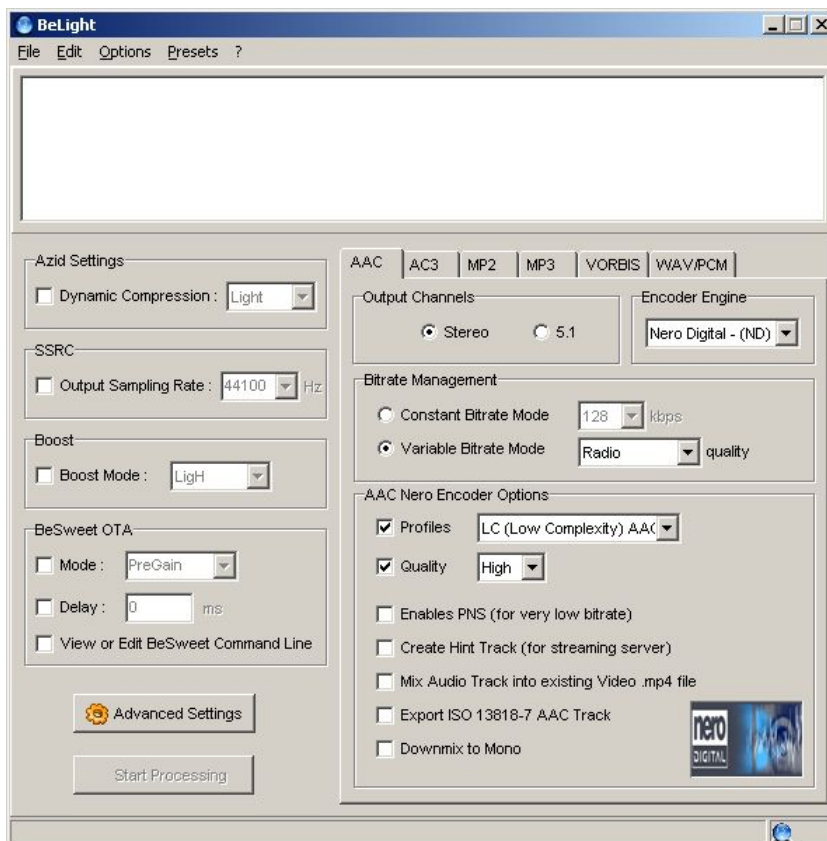 BeLight
File Edit Options Presets ?
Azid Settings
Dynamic Compression : Light
SSRC
Output Sampling Rate : 44100 Hz
Boost
Boost Mode : LigH
BeSweet OTA
Mode : PreGain
Delay : 0 ms
View or Edit BeSweet Command Line
Advanced Settings
Start Processing
AAC AC3 MP2 MP3 VORBIS WAV/PCM
Output Channels
Stereo 5.1
Encoder Engine
Nero Digital - (ND)
Bitrate Management
Constant Bitrate Mode 128 kbps
Variable Bitrate Mode Radio quality
AAC Nero Encoder Options
Profiles LC (Low Complexity) AAC
Quality High
Enables PNS (for very low bitrate)
Create Hint Track (for streaming server)
Mix Audio Track into existing Video .mp4 file
Export ISO 13818-7 AAC Track
Downmix to Mono
nero
DIGITAL